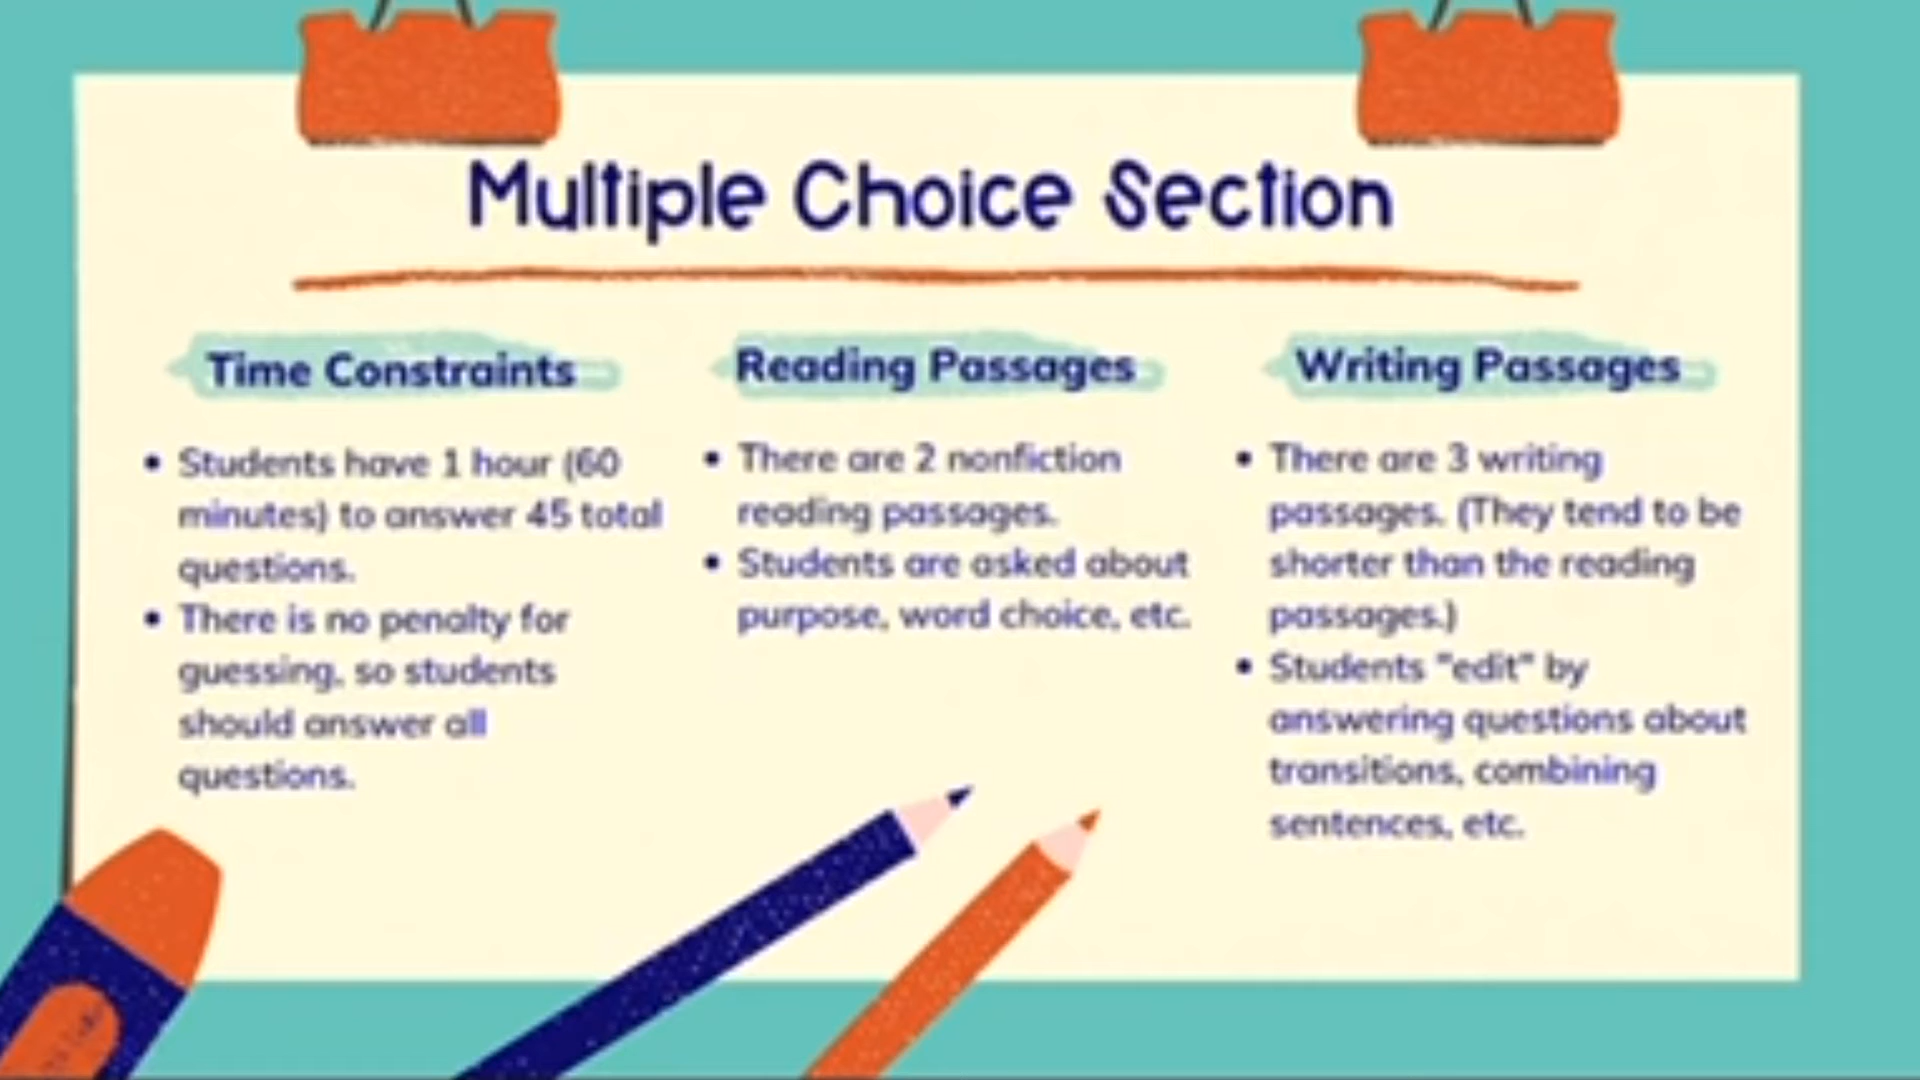 Multiple Choice Section
Time Constraints
• Students have 1 hour (60
minutes) to answer 45 total
questions.
• There is no penalty for
guessing, so students
should answer all
questions.
Reading Passages
• There are 2 nonfiction
reading passages.
• Students are asked about
purpose, word choice, etc.
Writing Passages
• There are 3 writing
passages. (They tend to be
shorter than the reading
passages.)
• Students "edit" by
answering questions about
transitions, combining
sentences, etc.